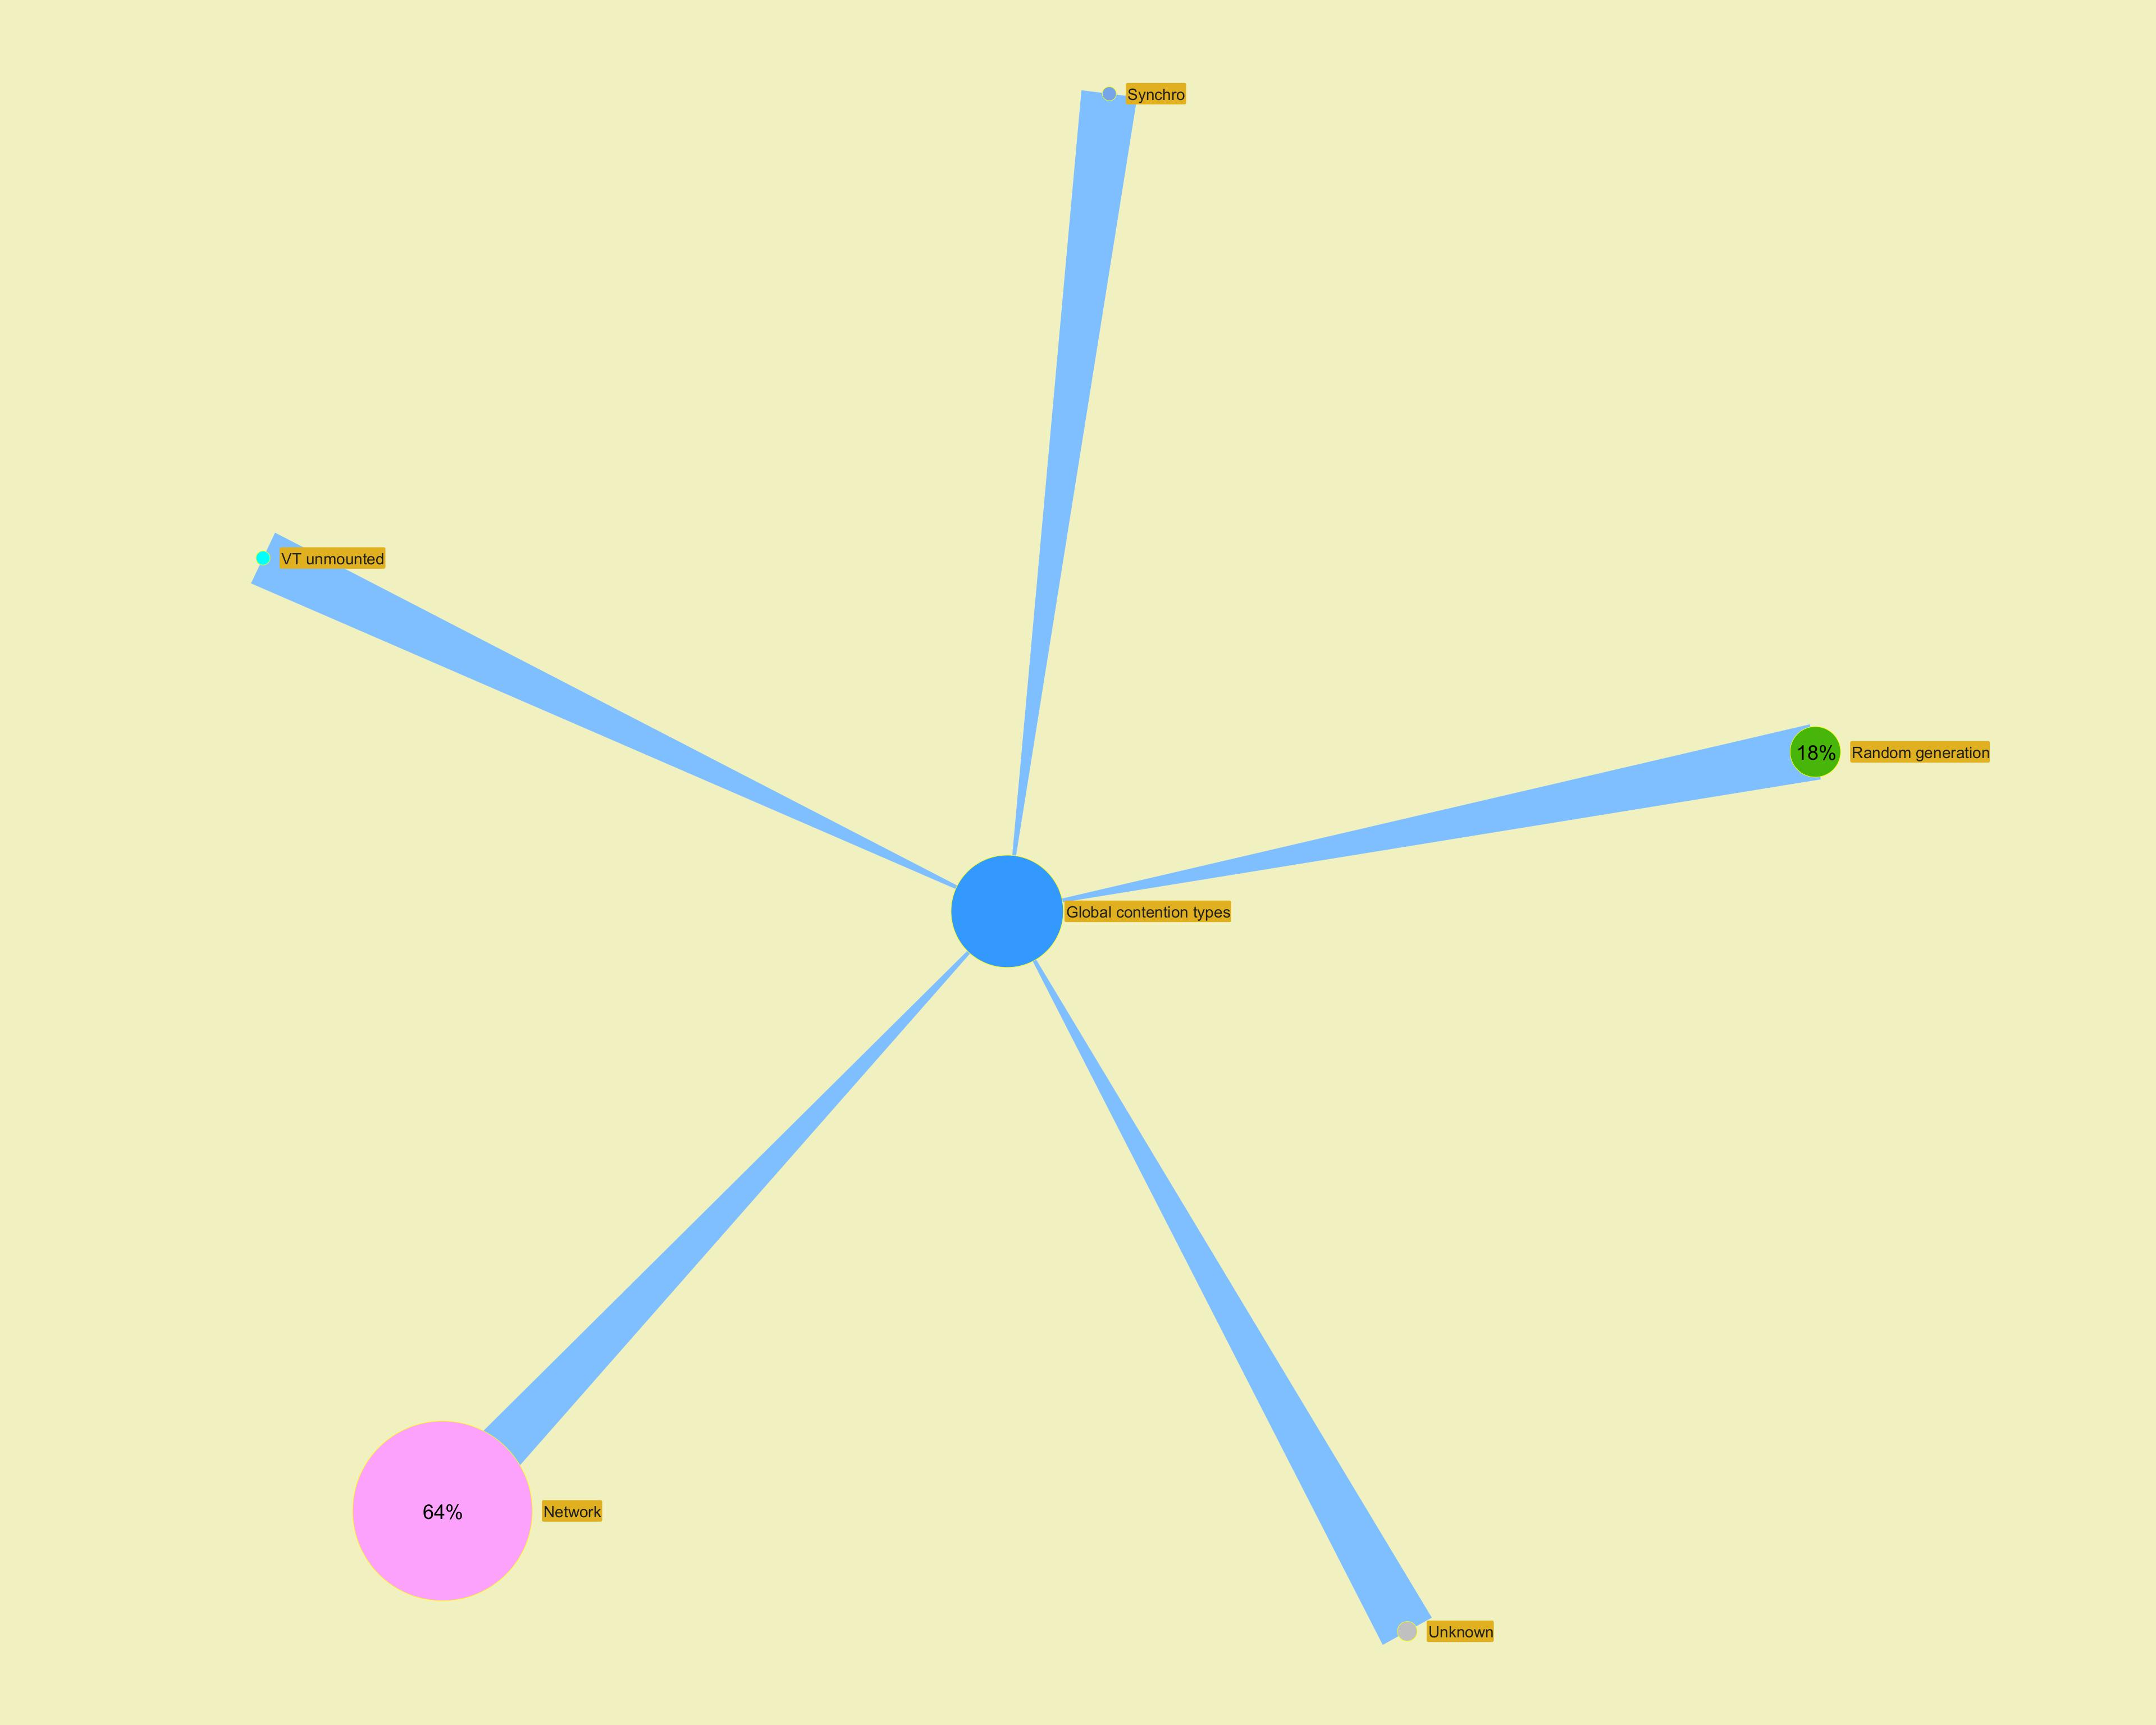 Synchro
VT unmounted
18%
Random generation
Global contention types
64%
Network
Unknown